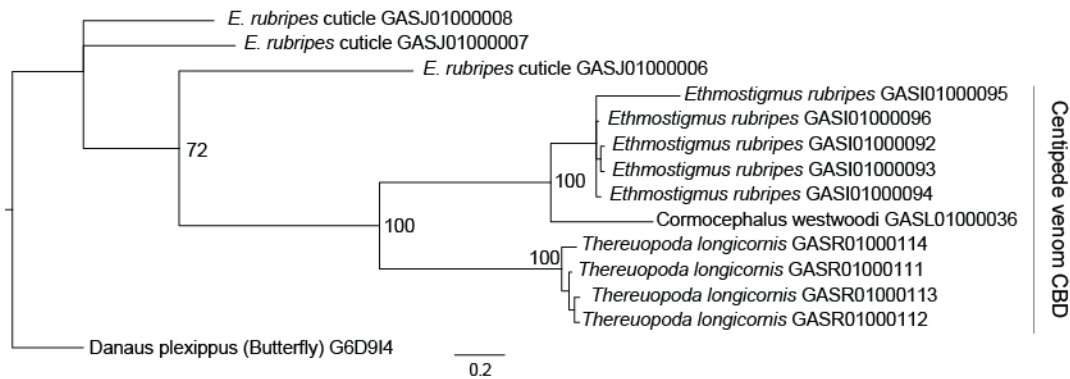 E. rubripes cuticle GASJ01000008
E. rubripes cuticle GASJ01000007
E. rubripes cuticle GASJ01000006
Ethmostigmus rubripes GASI01000095
Ethmostigmus rubripes GASI01000096
Ethmostigmus rubripes GASI01000092
72
Ethmostigmus rubripes GASI01000093
100
Ethmostigmus rubripes GASI01000094
Cormocephalus westwoodi GASL01000036
100
Thereuopoda longicornis GASR01000114
100
Thereuopoda longicornis GASR01000111
Thereuopoda longicornis GASR01000113
Thereuopoda longicornis GASR01000112
Centipede venom CBD
Danaus plexippus (Butterfly) G6D9I4
0.2